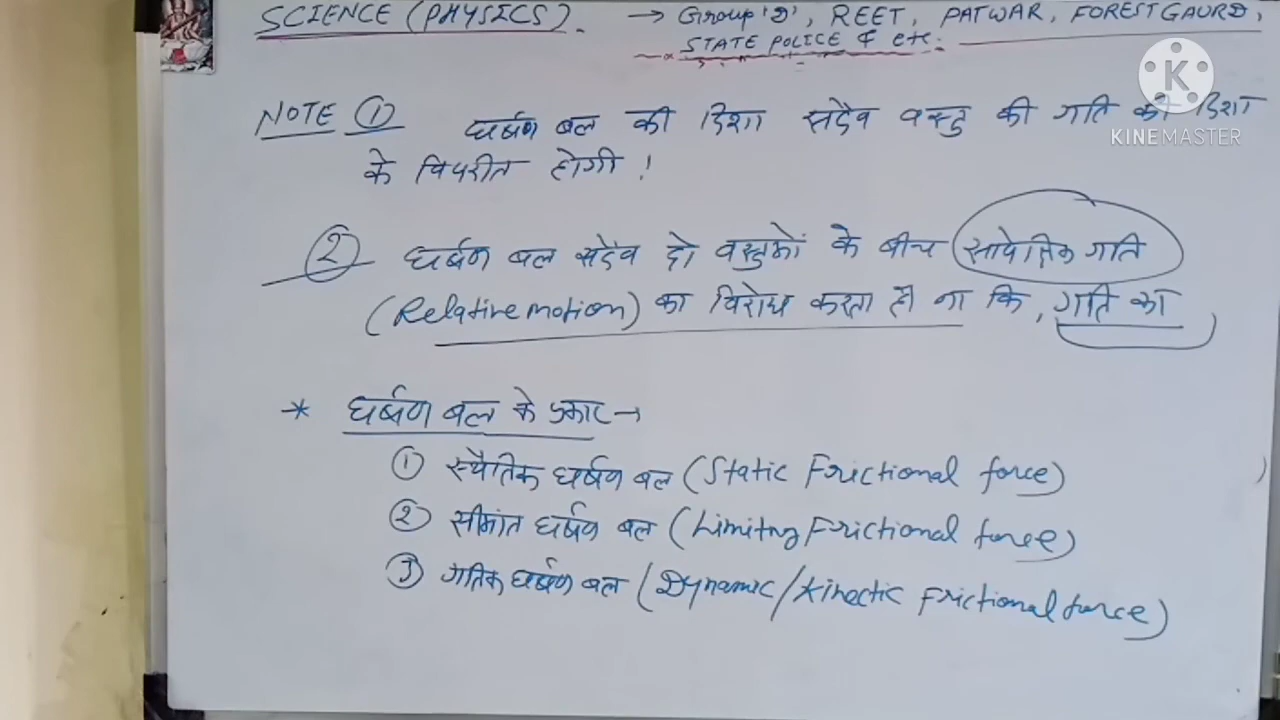 SCIENCE (PHYSICS). → Group 'D', REET, PATWAR, FOREST GAURD,
STATE POLICE & etc.
KINEMASTER
NOTE ① घर्षण बल की दिशा सदैव वस्तु की गति की दिशा
के विपरीत होगी !
② घर्षण बल सदैव दो वस्तुओं के बीच सापेक्षिक गति
(Relative motion) का विरोध करता है ना कि, गति का
* घर्षण बल के प्रकार →
① स्थैतिक घर्षण बल (Static Frictional force)
② सीमांत घर्षण बल (Limiting Frictional force)
③ गतिक घर्षण बल (Dynamic/Kinectic Frictional force)